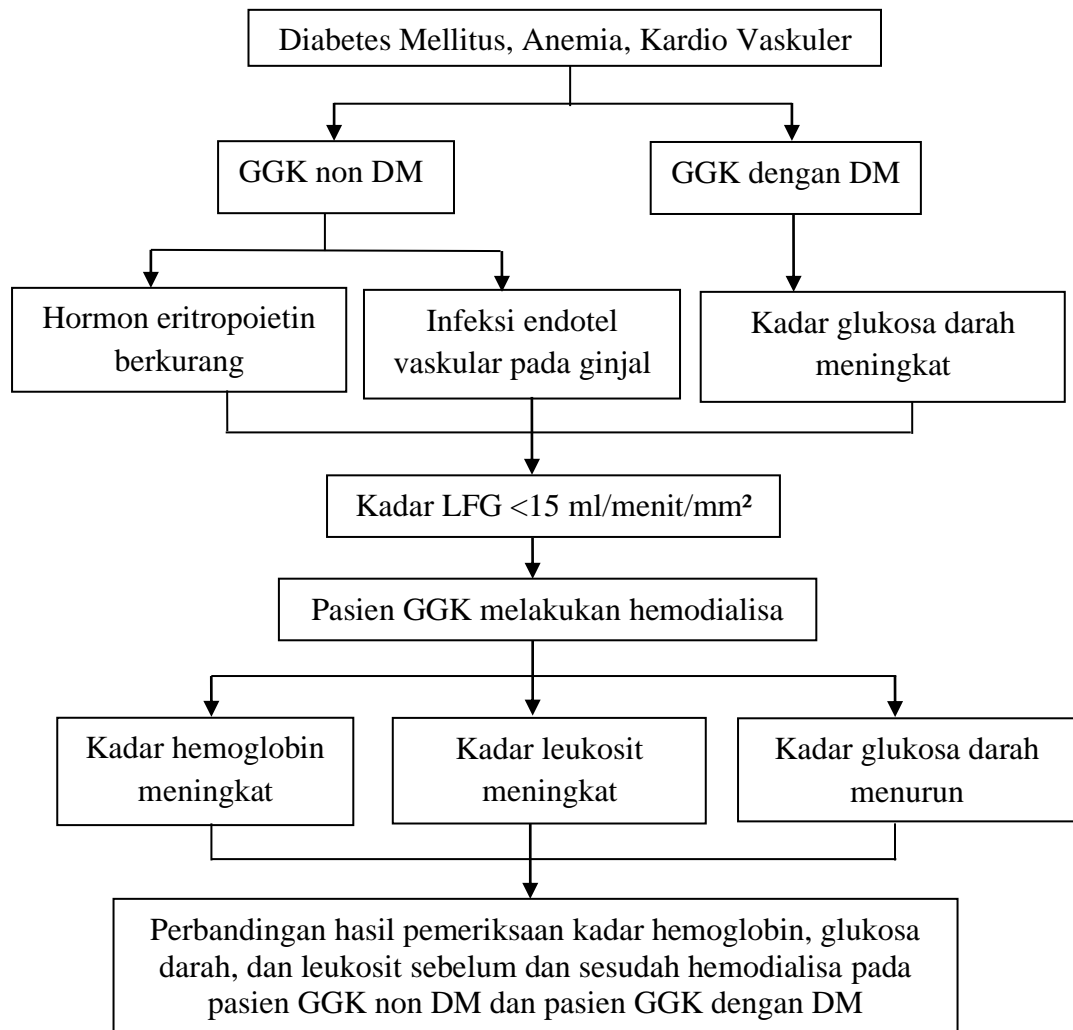 Diabetes Mellitus, Anemia, Kardio Vaskuler
GGK non DM
GGK dengan DM
Hormon eritropoietin
berkurang
Infeksi endotel
vaskular pada ginjal
Kadar glukosa darah
meningkat
Kadar LFG <15 ml/menit/mm²
Pasien GGK melakukan hemodialisa
Kadar hemoglobin
meningkat
Kadar leukosit
meningkat
Kadar glukosa darah
menurun
Perbandingan hasil pemeriksaan kadar hemoglobin, glukosa
darah, dan leukosit sebelum dan sesudah hemodialisa pada
pasien GGK non DM dan pasien GGK dengan DM